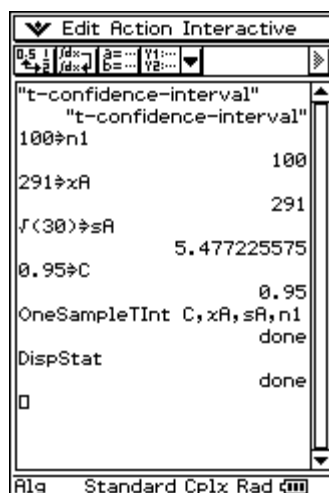 Edit Action Interactive
"t-confidence-interval"
"t-confidence-interval"
100⇒n1
100
291⇒xA
291
√(30)⇒sA
5.477225575
0.95⇒C
0.95
OneSampleTInt C,xA,sA,n1
done
DispStat
done
Alg Standard Cplx Rad